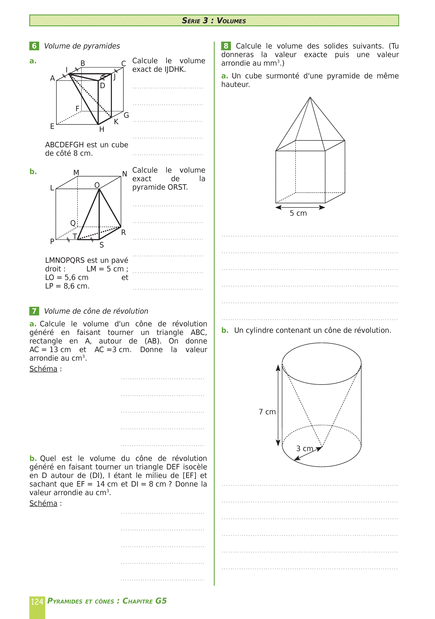 SÉRIE 3 : VOLUMES
6 Volume de pyramides
a.
A B C D E F G H I J K
Calcule le volume
exact de IJDHK.
ABCDEFGH est un cube
de côté 8 cm.
b.
L M N O P Q R S T
Calcule le volume
exact de la
pyramide ORST.
LMNOPQRS est un pavé
droit : LM = 5 cm ;
LO = 5,6 cm et
LP = 8,6 cm.
7 Volume de cône de révolution
a. Calcule le volume d'un cône de révolution
généré en faisant tourner un triangle ABC,
rectangle en A, autour de (AB). On donne
AC = 13 cm et AC =3 cm. Donne la valeur
arrondie au cm³.
Schéma :
b. Quel est le volume du cône de révolution
généré en faisant tourner un triangle DEF isocèle
en D autour de (DI), I étant le milieu de [EF] et
sachant que EF = 14 cm et DI = 8 cm ? Donne la
valeur arrondie au cm³.
Schéma :
8 Calcule le volume des solides suivants. (Tu
donneras la valeur exacte puis une valeur
arrondie au mm³.)
a. Un cube surmonté d'une pyramide de même
hauteur.
5 cm
b. Un cylindre contenant un cône de révolution.
7 cm
3 cm
124 PYRAMIDES ET CÔNES : CHAPITRE G5